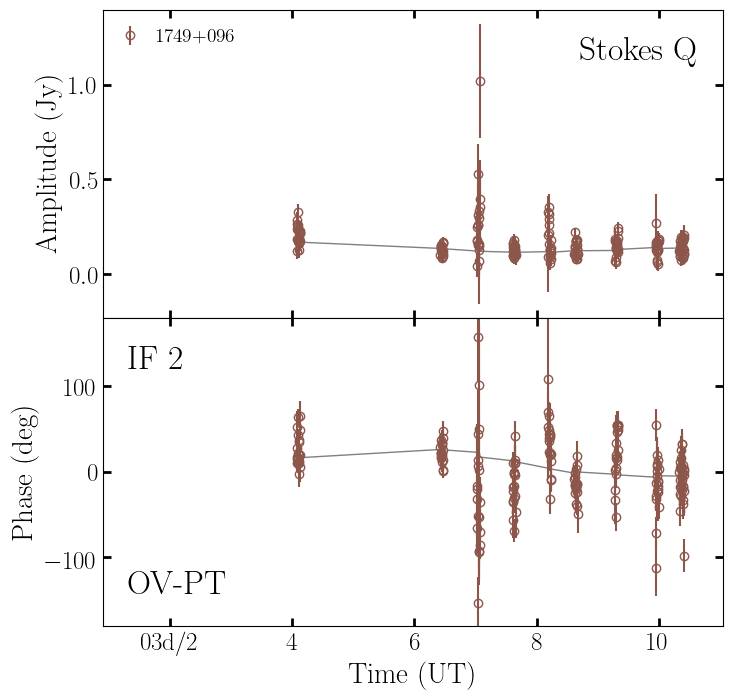 1749+096
Stokes Q
Amplitude (Jy)
1.0
0.5
0.0
IF 2
Phase (deg)
100
0
−100
OV-PT
03d/2
4
6
8
10
Time (UT)